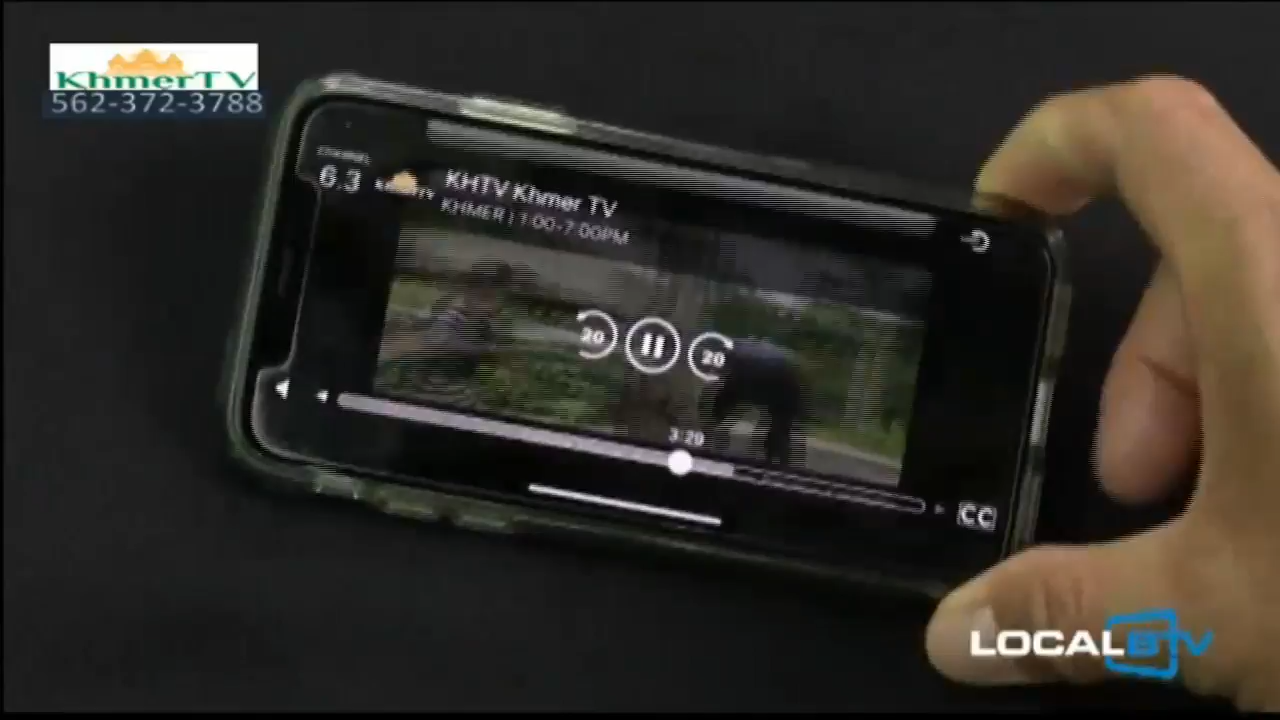 KhmerTV
562-372-3788
CHANNEL
6.3
KHTV Khmer TV
KHMER | 1:00-7:00PM
20
20
3:29
CC
LOCALBTV